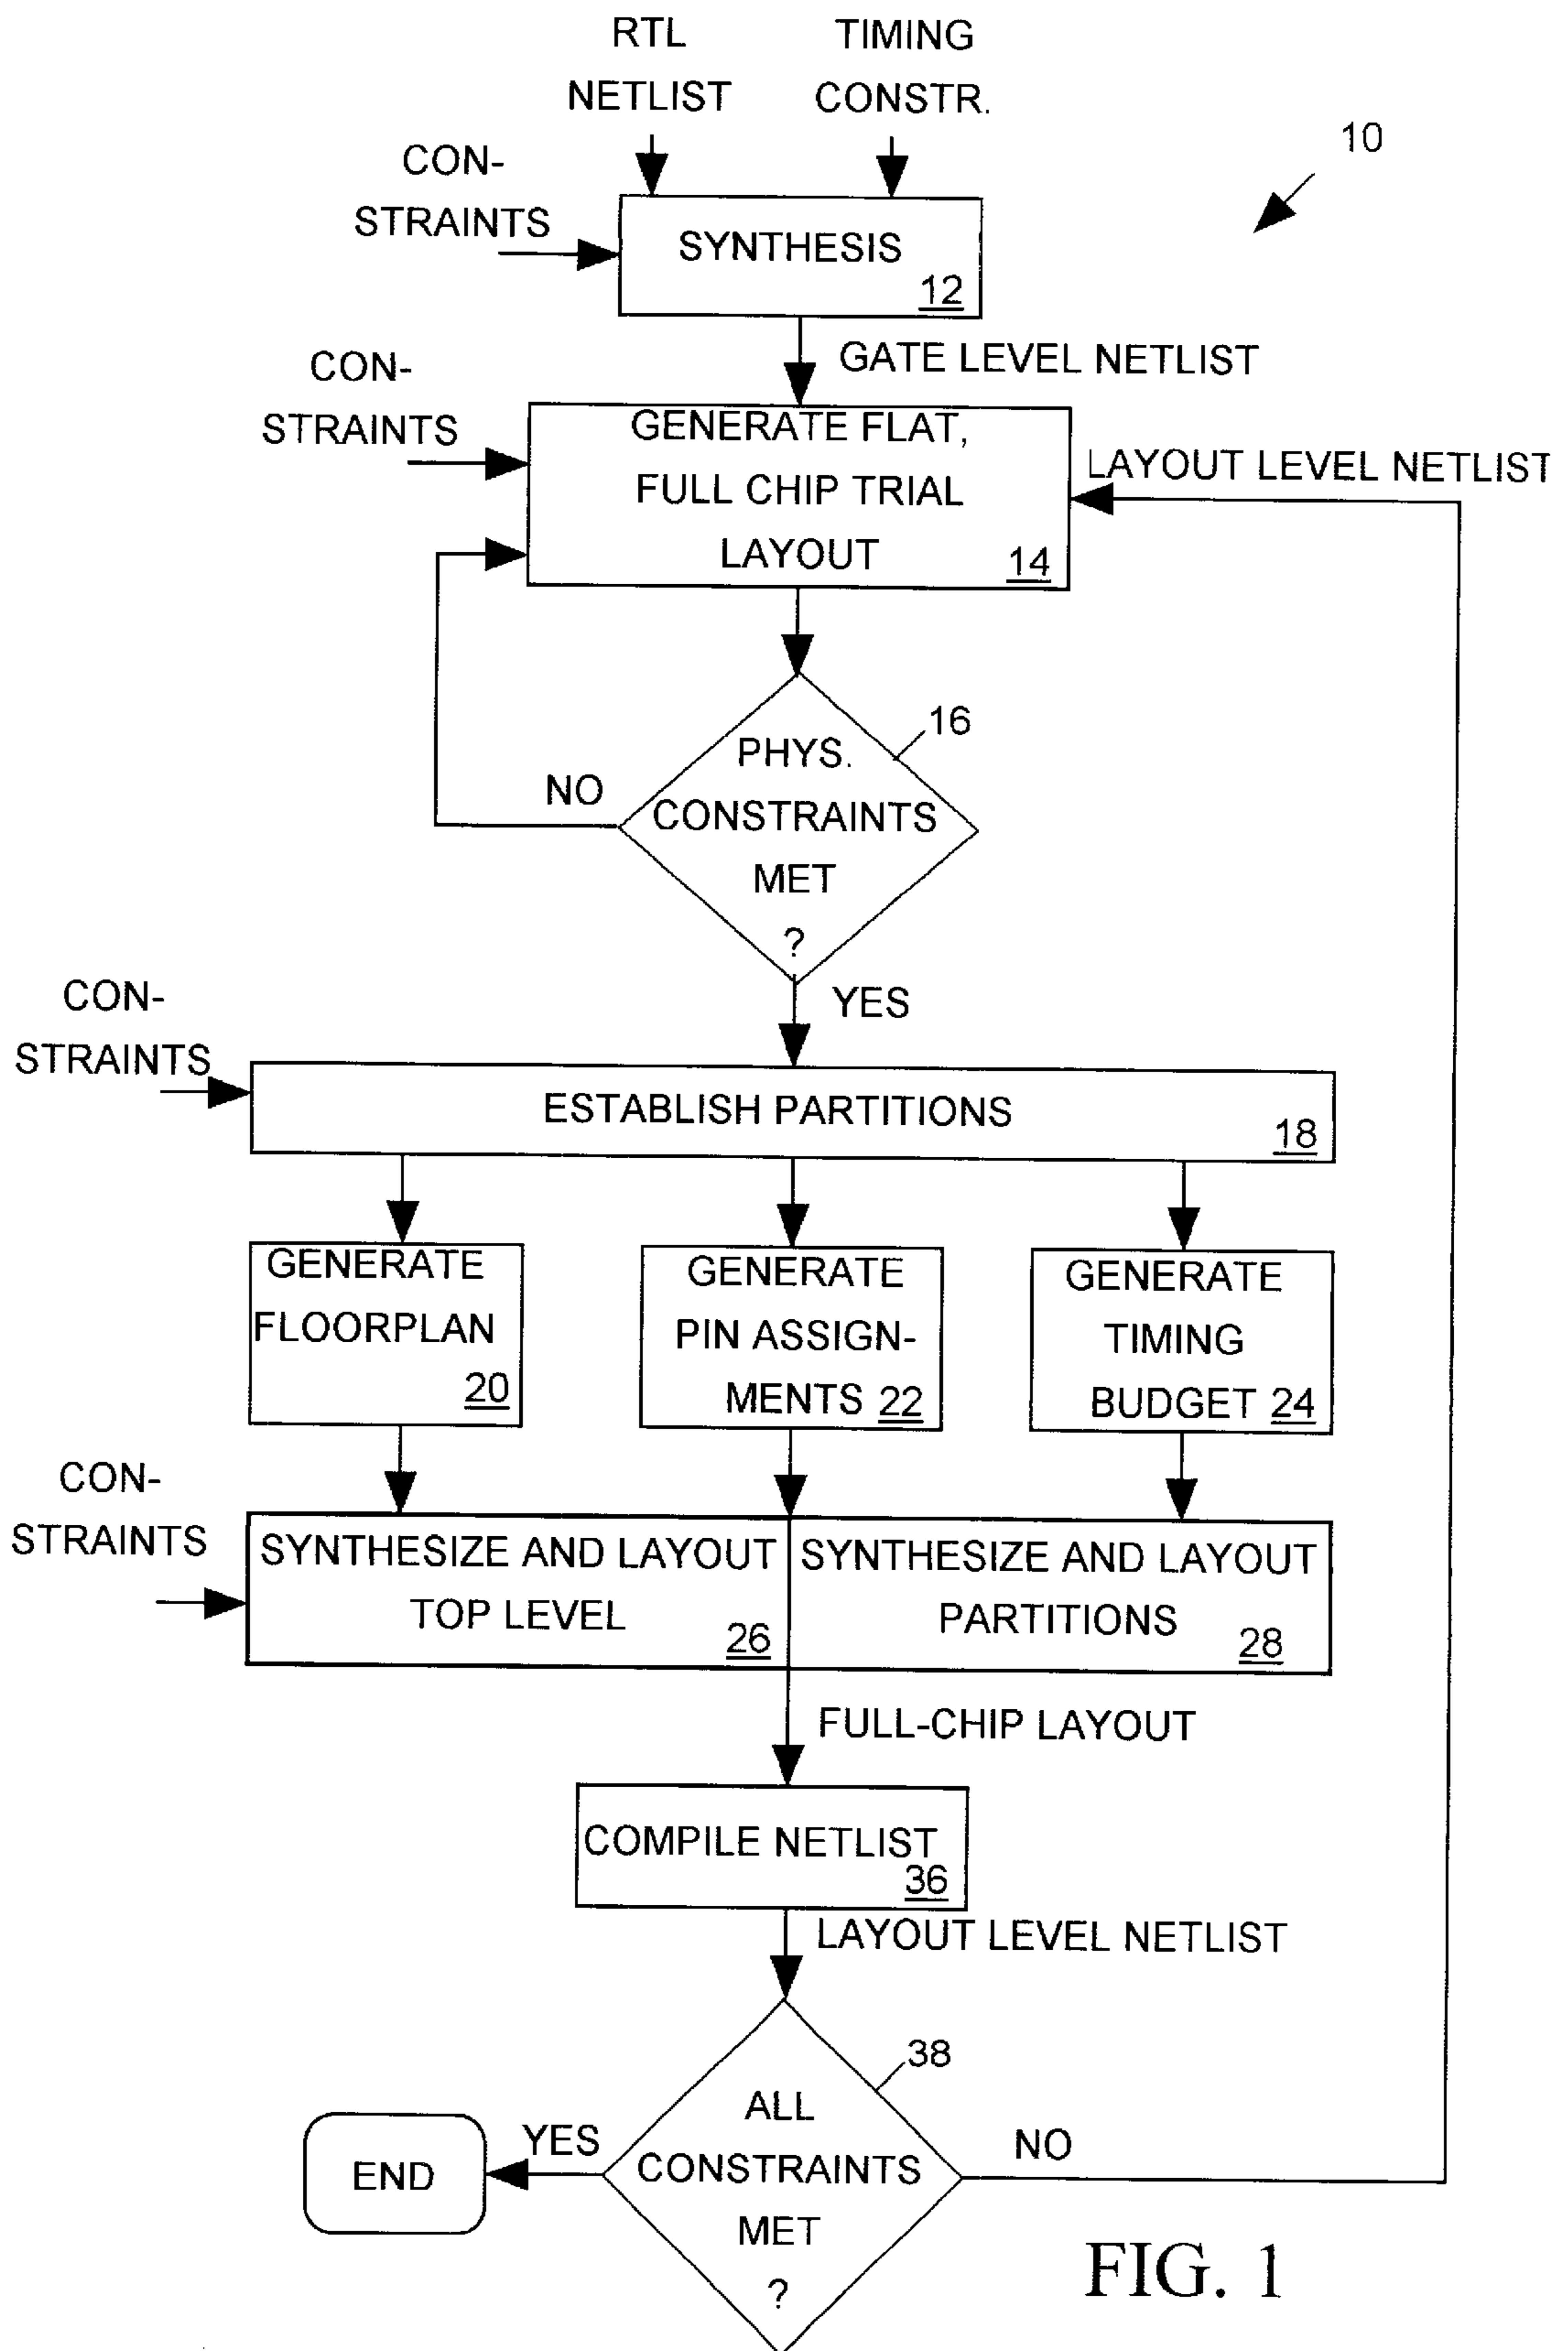 RTL
NETLIST
TIMING
CONSTR.
10
CON-
STRAINTS
SYNTHESIS
12
GATE LEVEL NETLIST
CON-
STRAINTS
GENERATE FLAT,
FULL CHIP TRIAL
LAYOUT
14
LAYOUT LEVEL NETLIST
16
PHYS.
CONSTRAINTS
MET
?
NO
YES
CON-
STRAINTS
ESTABLISH PARTITIONS
18
GENERATE
FLOORPLAN
20
GENERATE
PIN ASSIGN-
MENTS 22
GENERATE
TIMING
BUDGET 24
CON-
STRAINTS
SYNTHESIZE AND LAYOUT
TOP LEVEL
26
SYNTHESIZE AND LAYOUT
PARTITIONS
28
FULL-CHIP LAYOUT
COMPILE NETLIST
36
LAYOUT LEVEL NETLIST
38
ALL
CONSTRAINTS
MET
?
YES
END
NO
FIG. 1